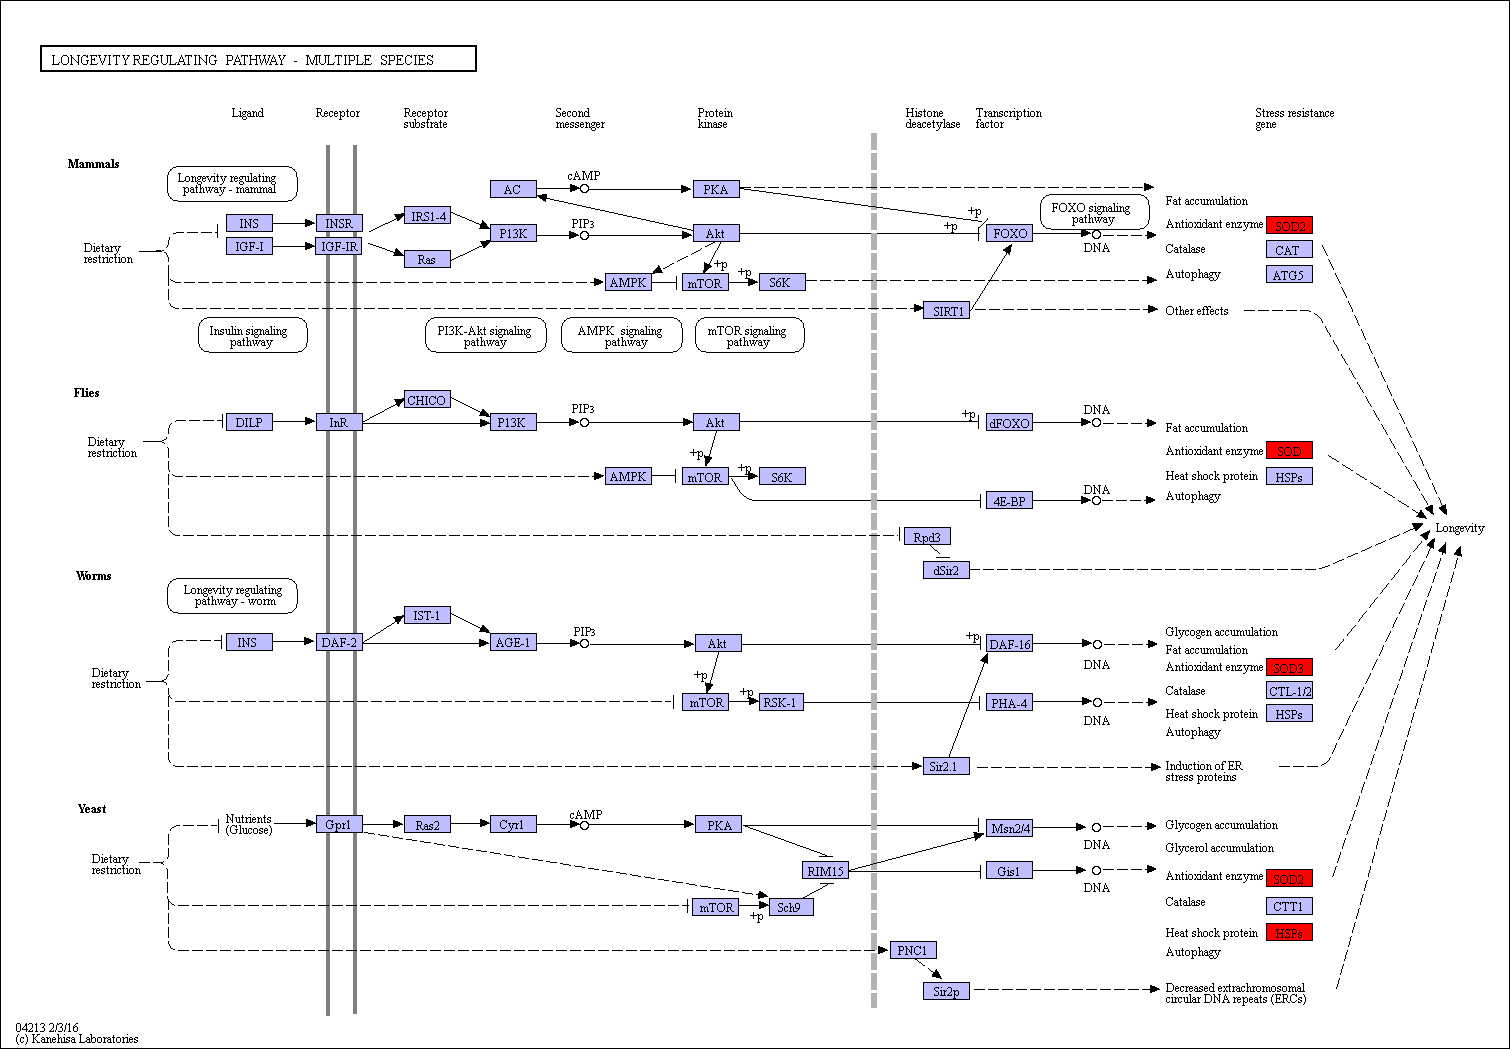 LONGEVITY REGULATING PATHWAY - MULTIPLE SPECIES
Ligand
Receptor
Receptor
substrate
Second
messenger
Protein
kinase
Histone
deacetylase
Transcription
factor
Stress resistance
gene
Mammals
Longevity regulating
pathway - mammal
AC
cAMP
PKA
FOXO signaling
pathway
Fat accumulation
INS
INSR
IRS1-4
P13K
PIP3
Akt
+p
+p
FOXO
DNA
Antioxidant enzyme
SOD2
IGF-I
IGF-IR
Ras
Catalase
CAT
Dietary
restriction
AMPK
+p
mTOR
+p
S6K
Autophagy
ATG5
SIRT1
Other effects
Insulin signaling
pathway
PI3K-Akt signaling
pathway
AMPK signaling
pathway
mTOR signaling
pathway
Flies
CHICO
DILP
InR
P13K
PIP3
Akt
+p
dFOXO
DNA
Fat accumulation
Dietary
restriction
Antioxidant enzyme
SOD
+p
AMPK
mTOR
+p
S6K
Heat shock protein
HSPs
4E-BP
DNA
Autophagy
Rpd3
dSir2
Longevity
Worms
Longevity regulating
pathway - worm
IST-1
INS
DAF-2
AGE-1
PIP3
Akt
+p
DAF-16
DNA
Glycogen accumulation
Fat accumulation
Antioxidant enzyme
SOD3
Dietary
restriction
+p
mTOR
+p
RSK-1
PHA-4
DNA
Catalase
CTL-1/2
Heat shock protein
HSPs
Autophagy
Sir2.1
Induction of ER
stress proteins
Yeast
Nutrients
(Glucose)
Gpr1
Ras2
Cyr1
cAMP
PKA
Msn2/4
DNA
Glycogen accumulation
Glycerol accumulation
Dietary
restriction
RIM15
Gis1
DNA
Antioxidant enzyme
SOD2
mTOR
+p
Sch9
Catalase
CTT1
Heat shock protein
HSPs
PNC1
Autophagy
Sir2p
Decreased extrachromosomal
circular DNA repeats (ERCs)
04213 2/3/16
(c) Kanehisa Laboratories